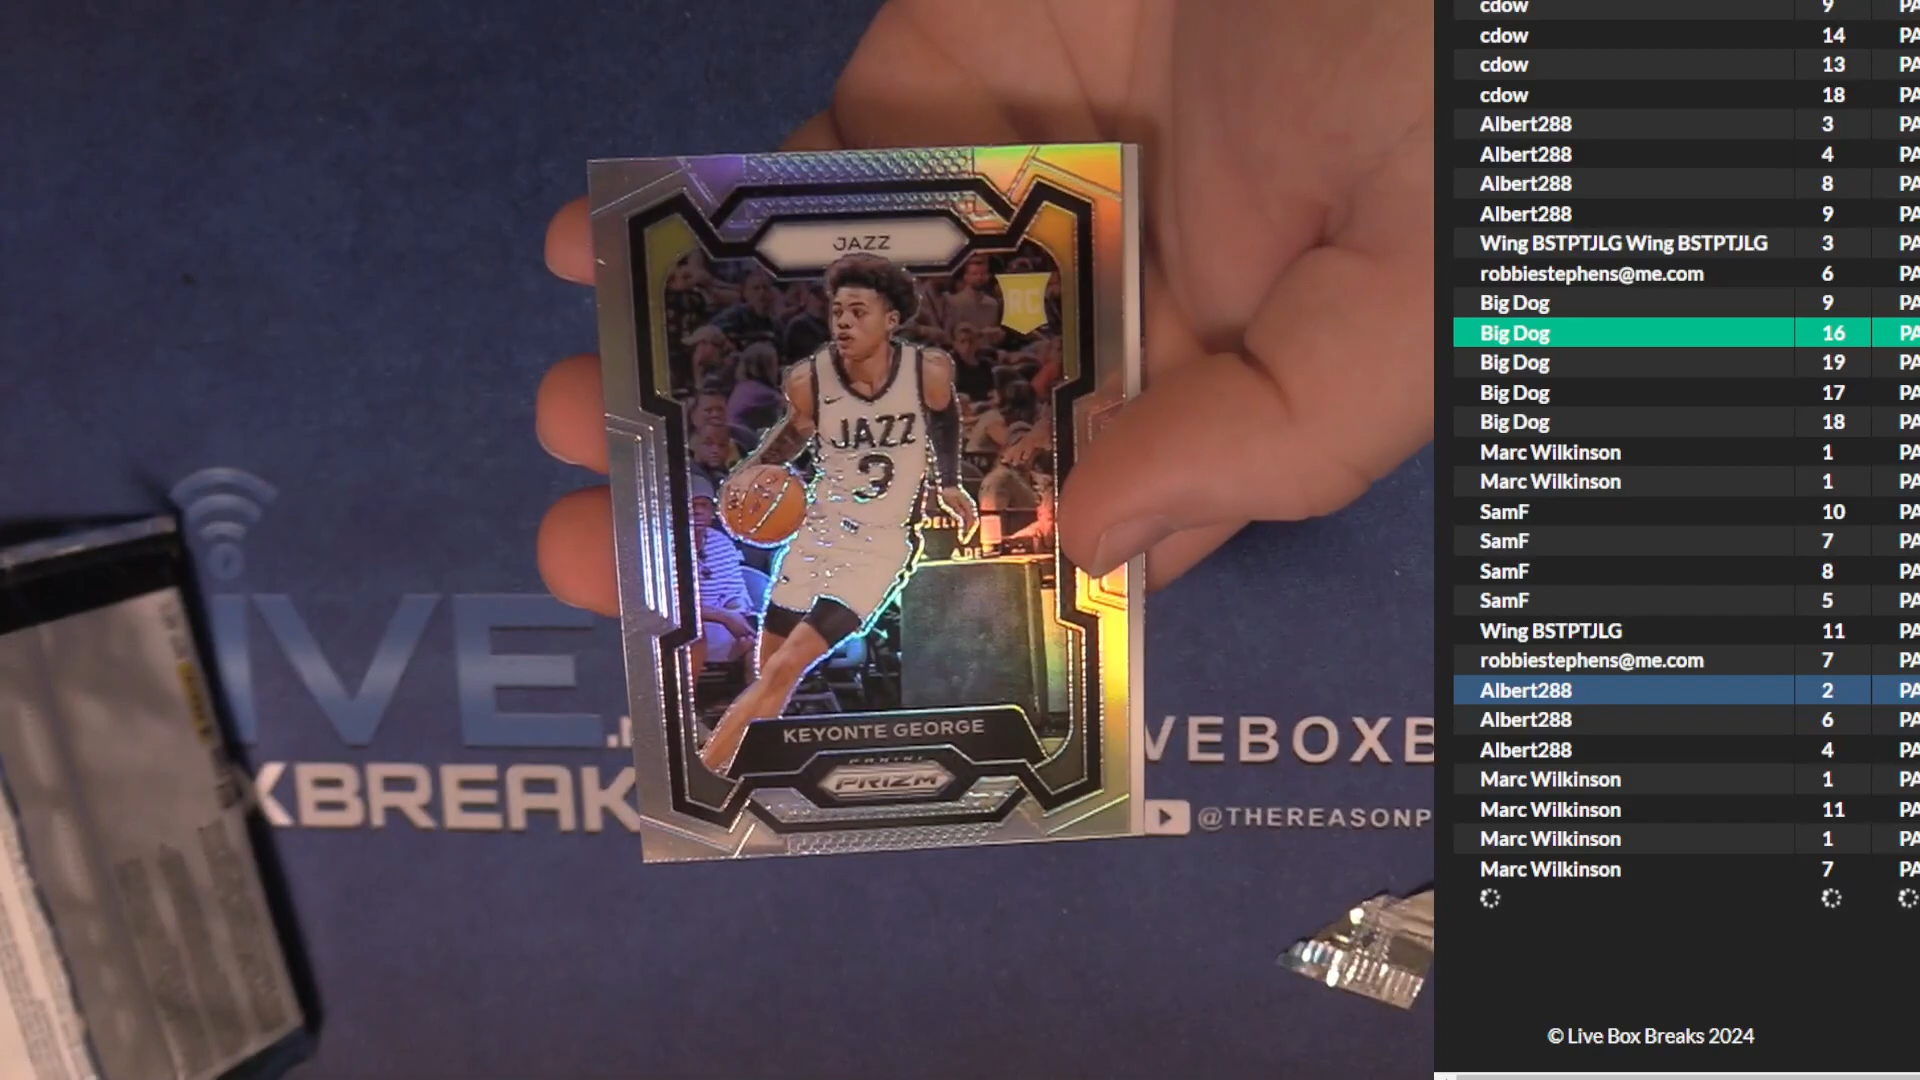 JAZZ
RC
JAZZ
3
KEYONTE GEORGE
PANINI
PRIZM
IVE.
XBREAK
VEBOXB
@THEREASONP
cdow 9 PA
cdow 14 PA
cdow 13 PA
cdow 18 PA
Albert288 3 PA
Albert288 4 PA
Albert288 8 PA
Albert288 9 PA
Wing BSTPTJLG Wing BSTPTJLG 3 PA
robbiestephens@me.com 6 PA
Big Dog 9 PA
Big Dog 16 PA
Big Dog 19 PA
Big Dog 17 PA
Big Dog 18 PA
Marc Wilkinson 1 PA
Marc Wilkinson 1 PA
SamF 10 PA
SamF 7 PA
SamF 8 PA
SamF 5 PA
Wing BSTPTJLG 11 PA
robbiestephens@me.com 7 PA
Albert288 2 PA
Albert288 6 PA
Albert288 4 PA
Marc Wilkinson 1 PA
Marc Wilkinson 11 PA
Marc Wilkinson 1 PA
Marc Wilkinson 7 PA
© Live Box Breaks 2024